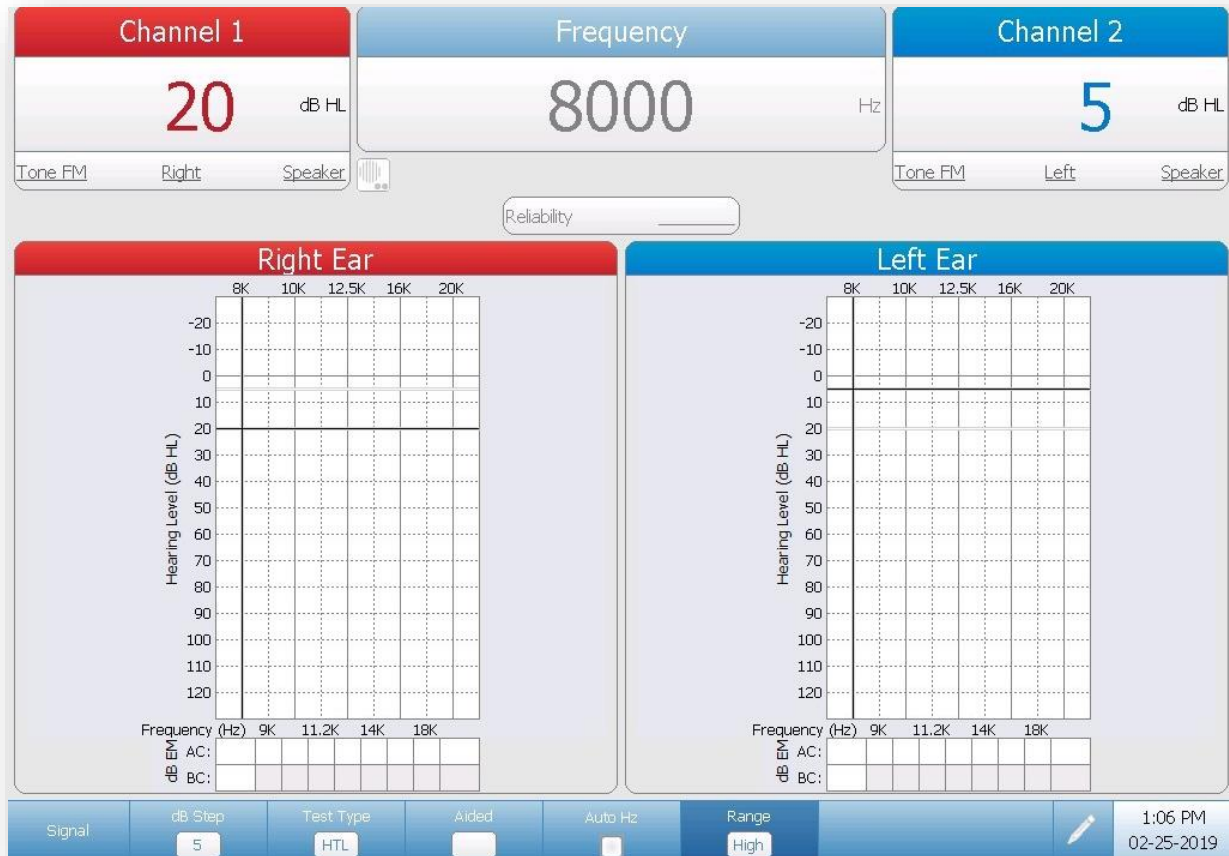 Channel 1
Frequency
Channel 2
20 dB HL
8000 Hz
5 dB HL
Tone FM Right Speaker
Tone FM Left Speaker
Reliability
Right Ear
8K 10K 12.5K 16K 20K
-20
-10
0
10
20
30
40
50
60
70
80
90
100
110
120
Hearing Level (dB HL)
Frequency (Hz) 9K 11.2K 14K 18K
dB EM
AC:
BC:
Left Ear
8K 10K 12.5K 16K 20K
-20
-10
0
10
20
30
40
50
60
70
80
90
100
110
120
Hearing Level (dB HL)
Frequency (Hz) 9K 11.2K 14K 18K
dB EM
AC:
BC:
Signal
dB Step
5
Test Type
HTL
Aided
Auto Hz
Range
High
1:06 PM
02-25-2019